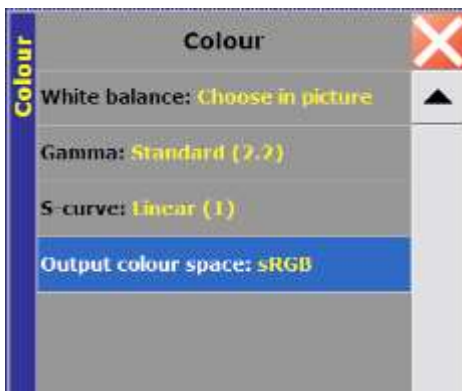 Colour
Colour
White balance: Choose in picture
Gamma: Standard (2.2)
S-curve: Linear (1)
Output colour space: sRGB